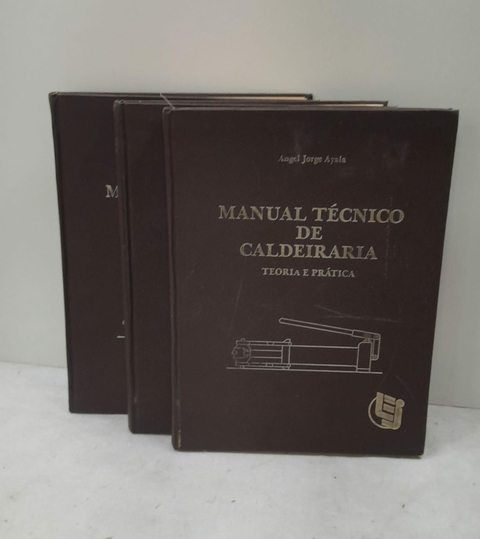 Angel Jorge Ayala
MANUAL TÉCNICO
DE
CALDEIRARIA
TEORIA E PRÁTICA
M